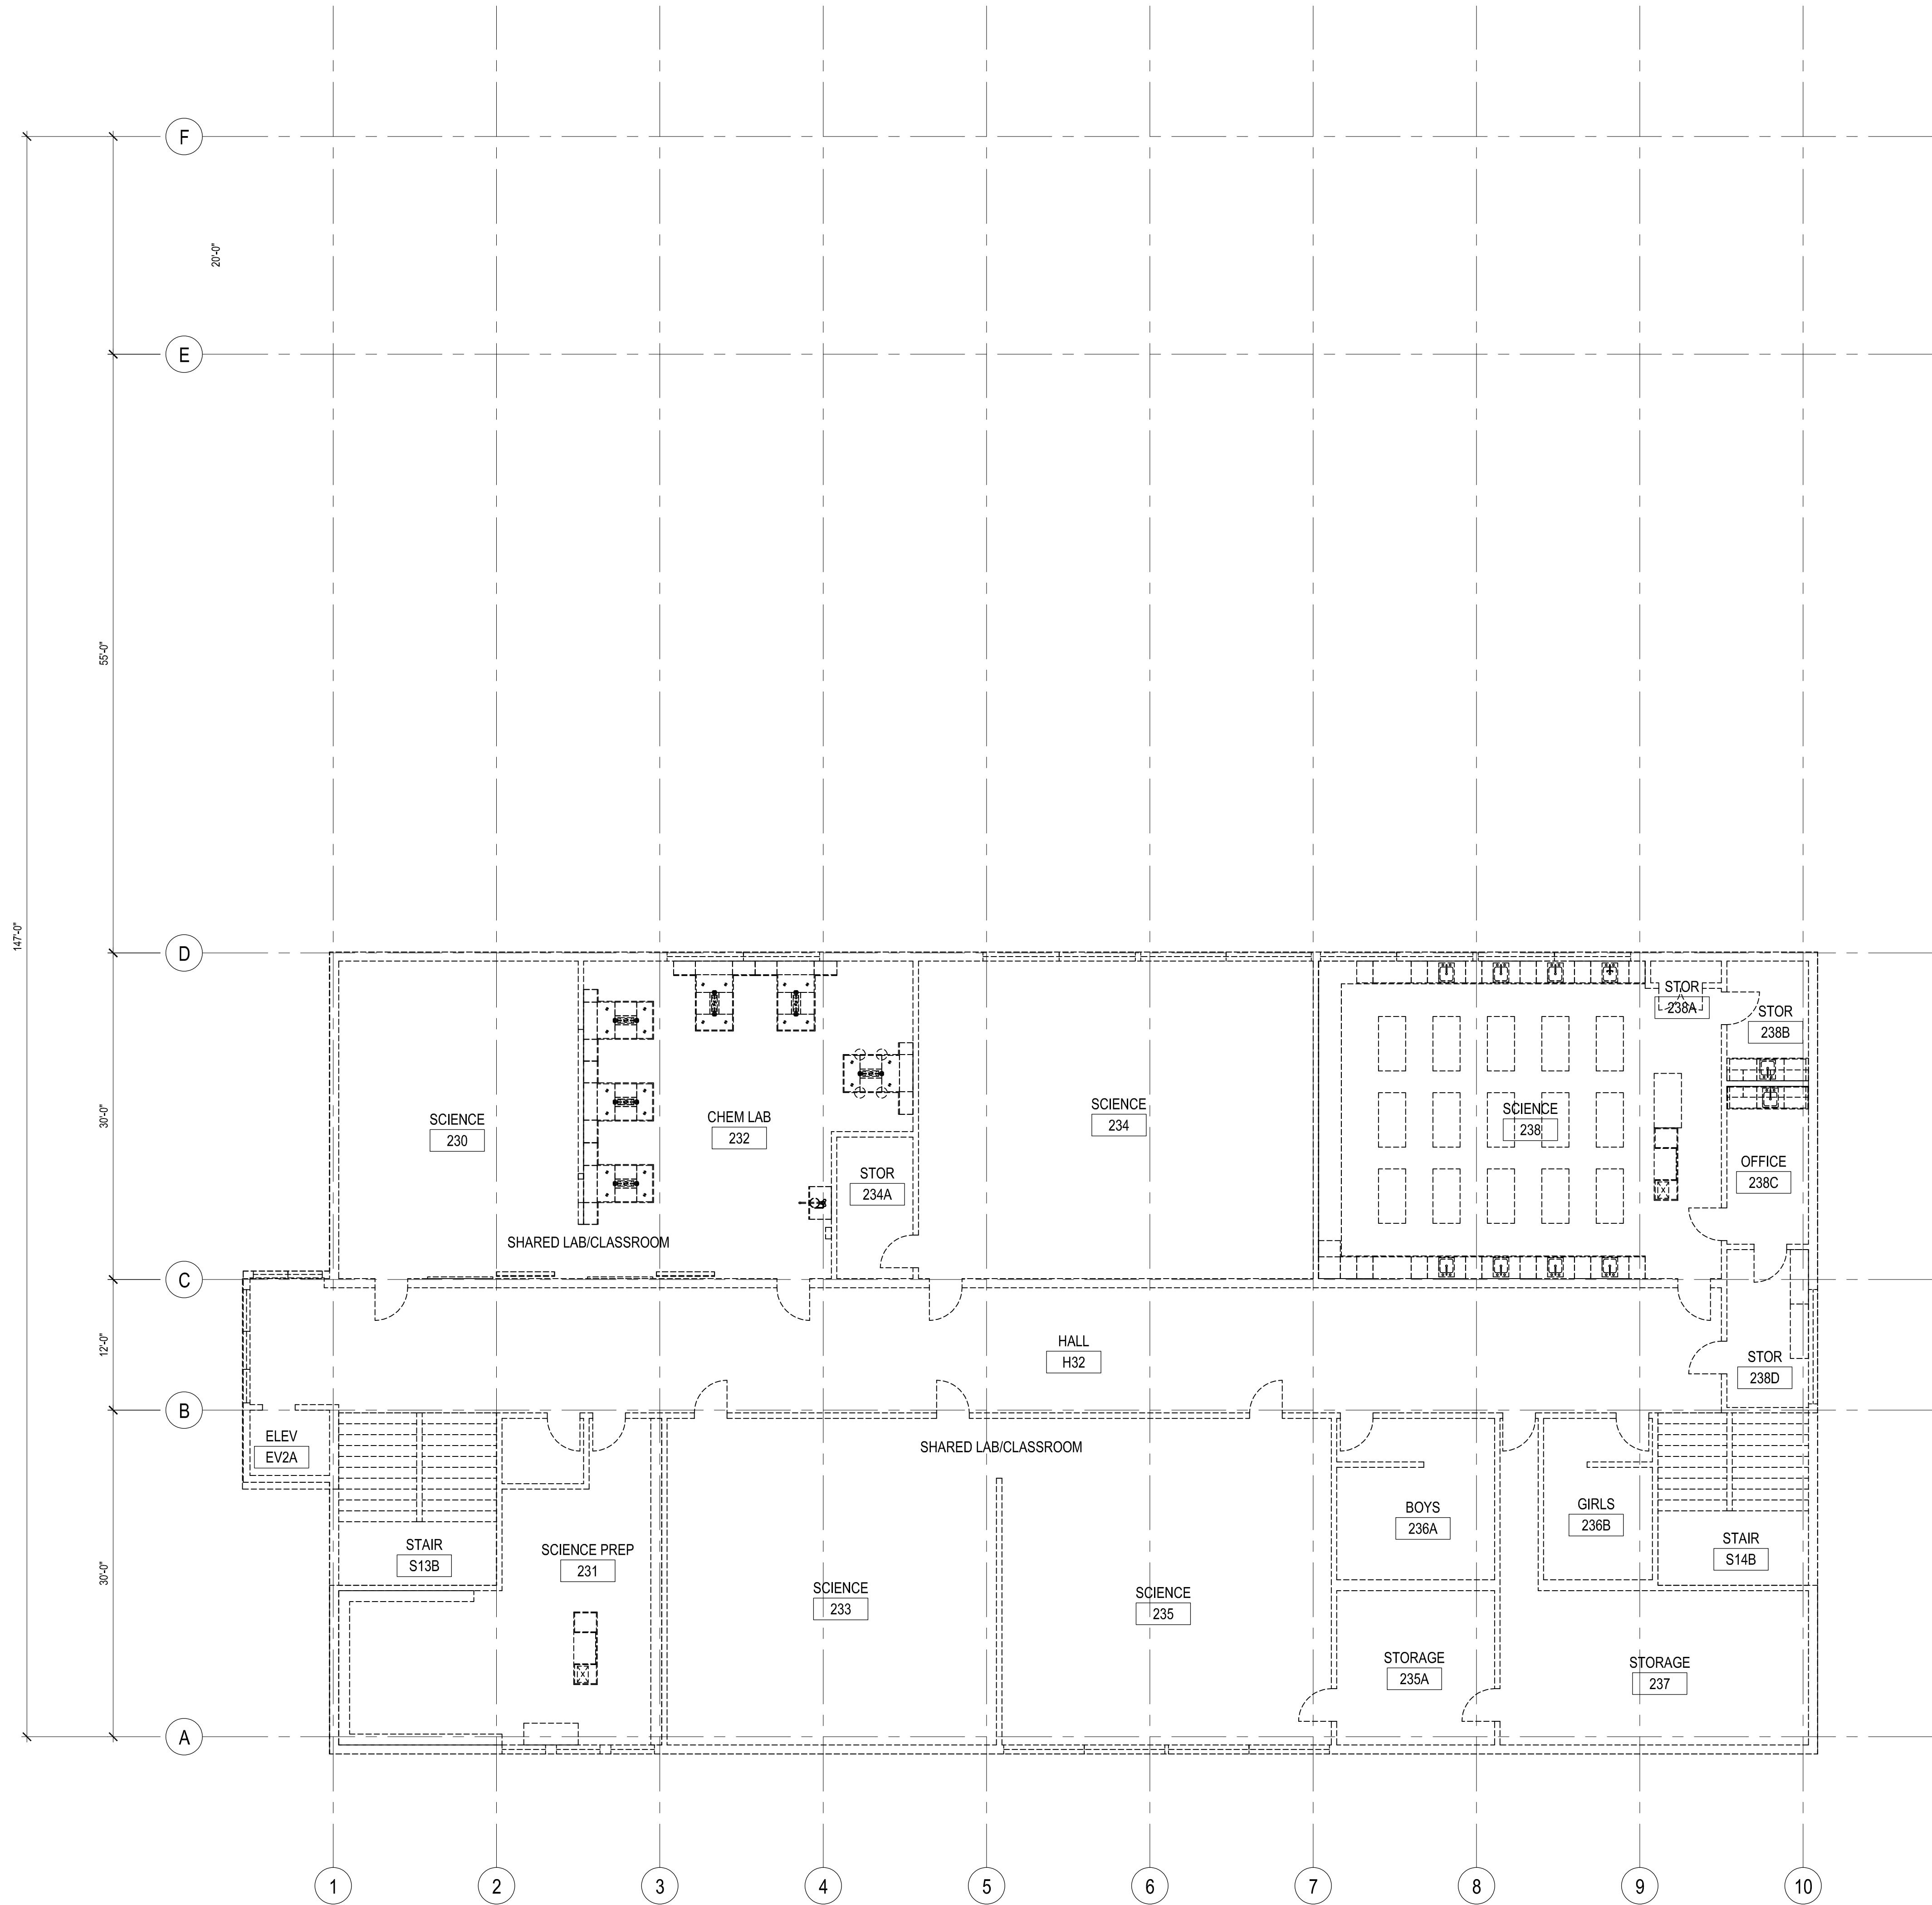 F
20'-0"
E
55'-0"
147'-0"
D
STOR
238A
STOR
238B
30'-0"
SCIENCE
230
CHEM LAB
232
SCIENCE
234
SCIENCE
238
STOR
234A
OFFICE
238C
SHARED LAB/CLASSROOM
C
12'-0"
HALL
H32
STOR
238D
B
ELEV
EV2A
SHARED LAB/CLASSROOM
30'-0"
STAIR
S13B
SCIENCE PREP
231
SCIENCE
233
SCIENCE
235
BOYS
236A
GIRLS
236B
STAIR
S14B
STORAGE
235A
STORAGE
237
A
1
2
3
4
5
6
7
8
9
10